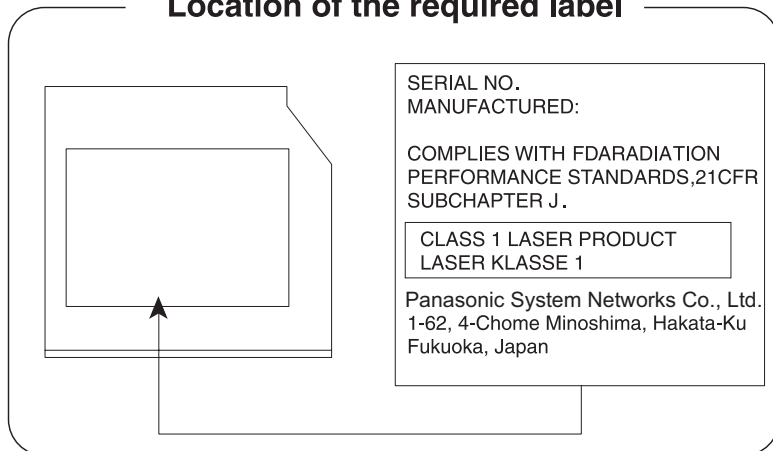 Location of the required label
SERIAL NO.
MANUFACTURED:
COMPLIES WITH FDARADIATION
PERFORMANCE STANDARDS,21CFR
SUBCHAPTER J.
CLASS 1 LASER PRODUCT
LASER KLASSE 1
Panasonic System Networks Co., Ltd.
1-62, 4-Chome Minoshima, Hakata-Ku
Fukuoka, Japan